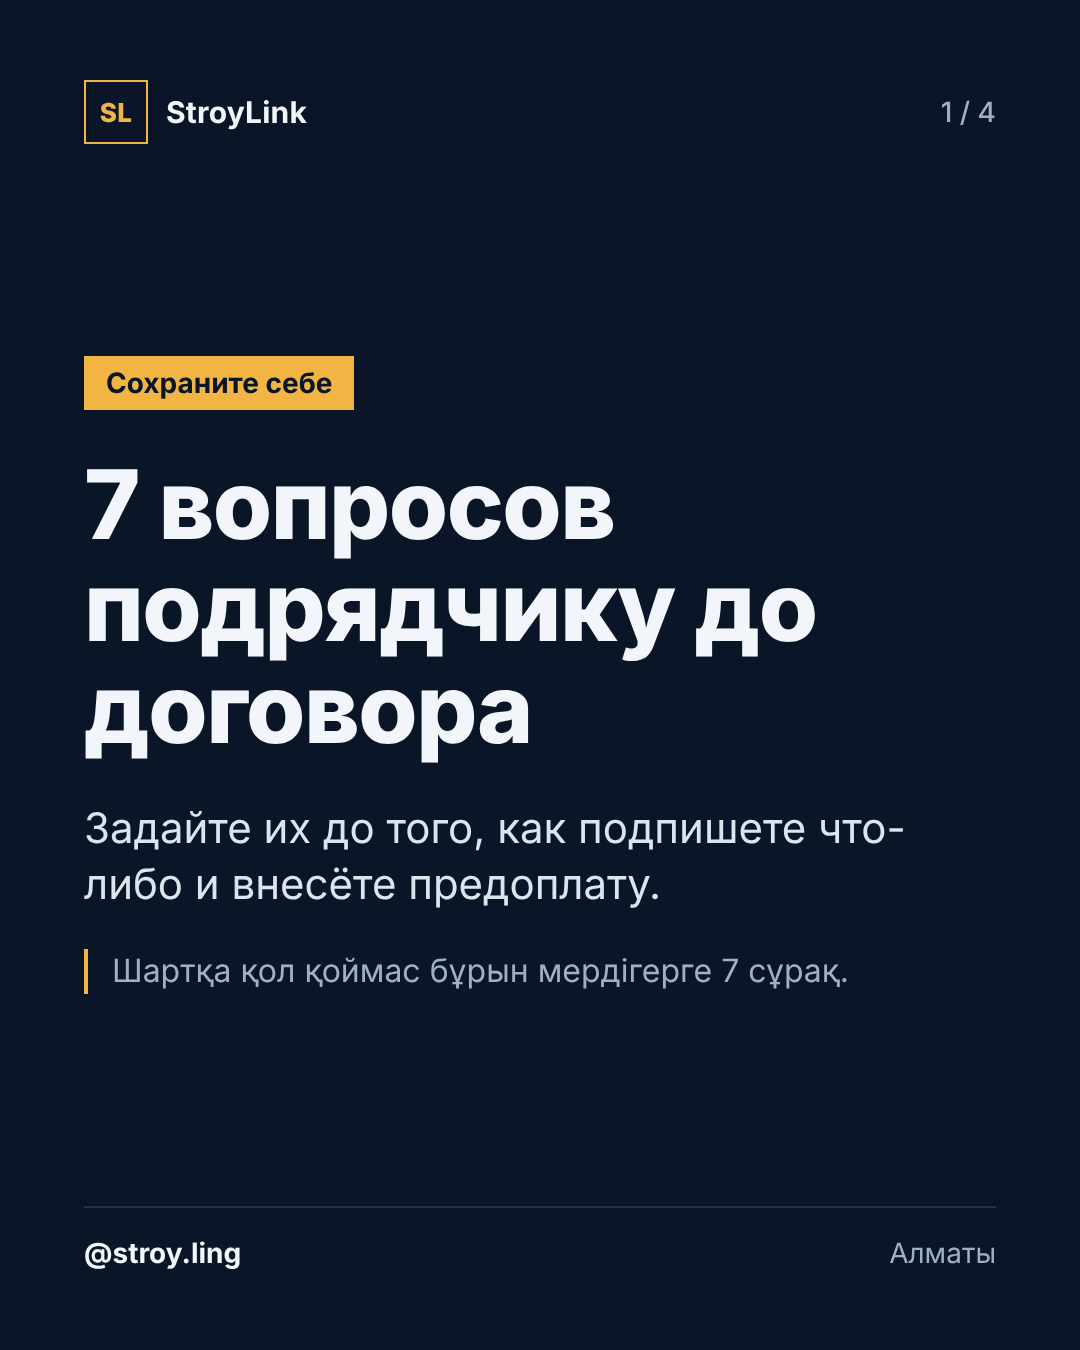 SL StroyLink 1 / 4
Сохраните себе
7 вопросов
подрядчику до
договора
Задайте их до того, как подпишете что-
либо и внесёте предоплату.
Шартқа қол қоймас бұрын мердігерге 7 сұрақ.
@stroy.ling Алматы